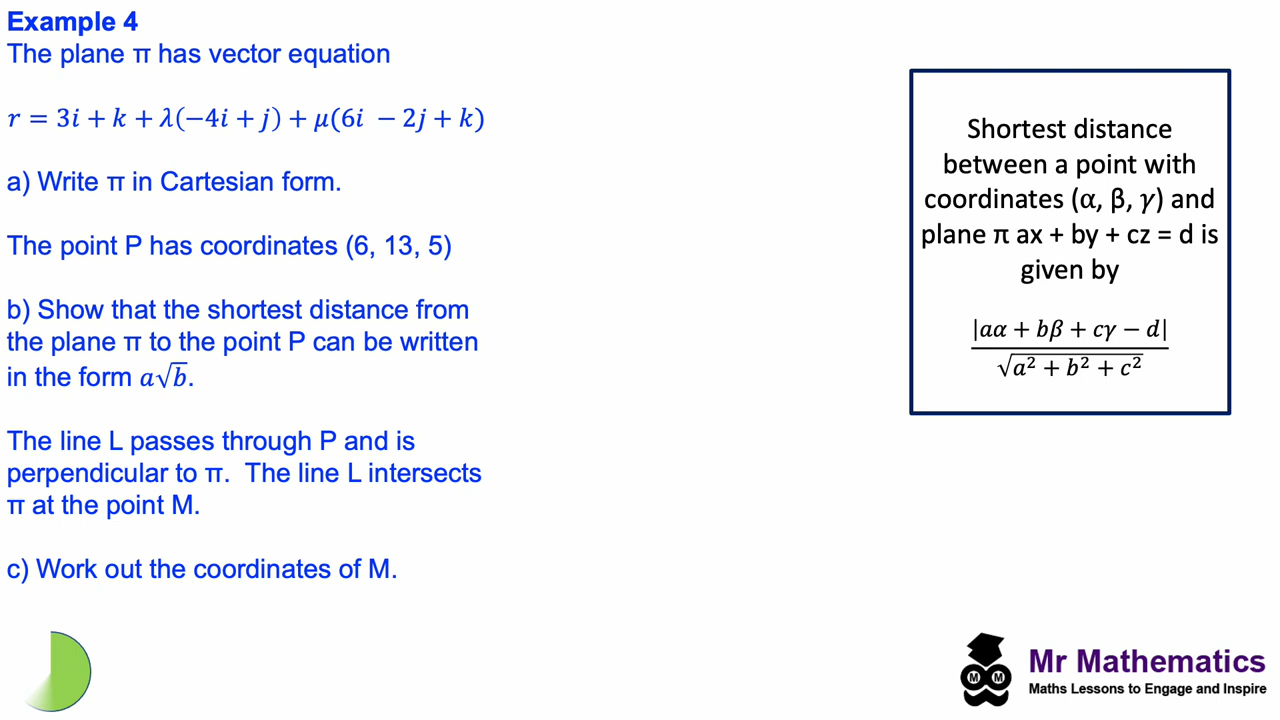 Example 4
The plane π has vector equation
r = 3i + k + λ(−4i + j) + μ(6i − 2j + k)
a) Write π in Cartesian form.
The point P has coordinates (6, 13, 5)
b) Show that the shortest distance from
the plane π to the point P can be written
in the form a√b.
The line L passes through P and is
perpendicular to π. The line L intersects
π at the point M.
c) Work out the coordinates of M.
Shortest distance
between a point with
coordinates (α, β, γ) and
plane π ax + by + cz = d is
given by
|aα + bβ + cγ − d|
√a² + b² + c²
M M
Mr Mathematics
Maths Lessons to Engage and Inspire